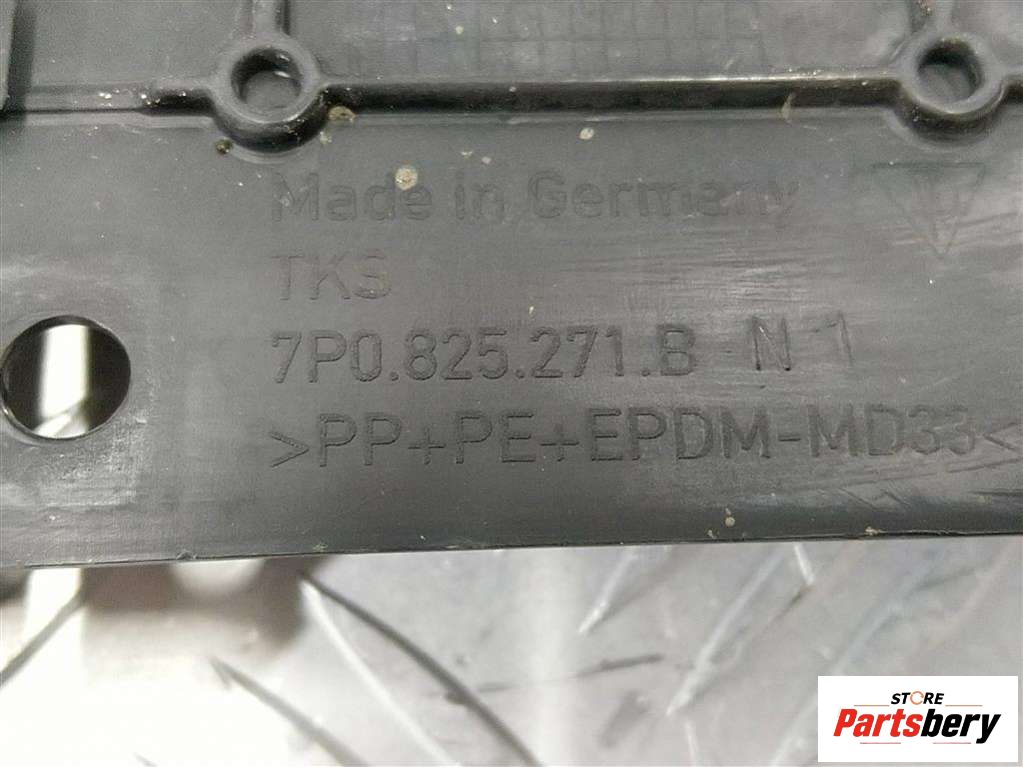 Made in Germany
TKS
7P0.825.271.B N 1
>PP+PE+EPDM-MD33<
STORE
Partsbery